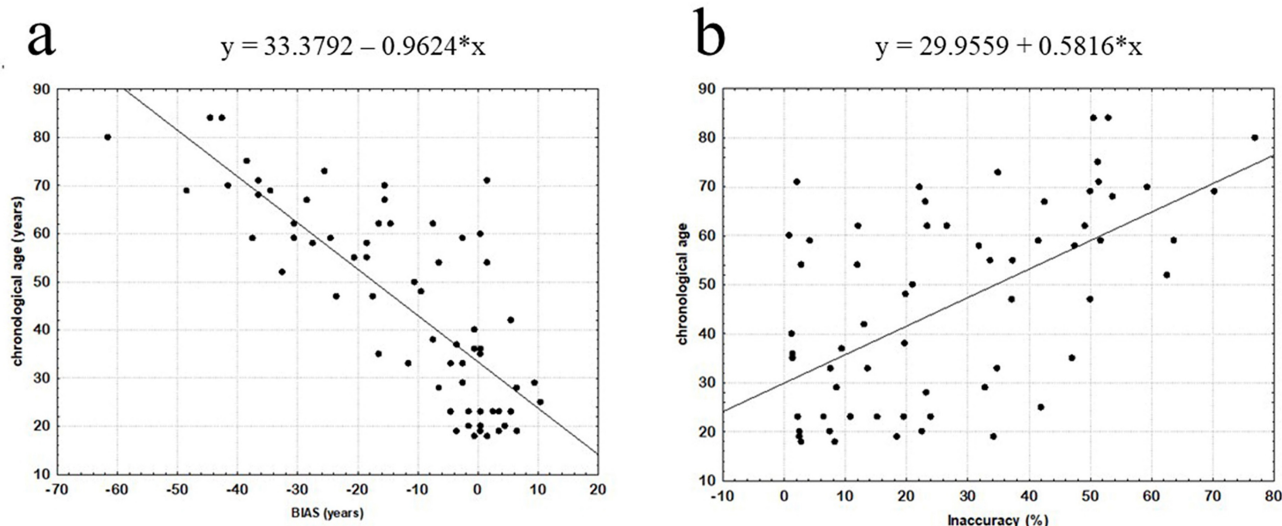 a
y = 33.3792 – 0.9624*x
90
80
70
60
50
40
30
20
10
chronological age (years)
-70 -60 -50 -40 -30 -20 -10 0 10 20
BIAS (years)
b
y = 29.9559 + 0.5816*x
90
80
70
60
50
40
30
20
10
chronological age
-10 0 10 20 30 40 50 60 70 80
Inaccuracy (%)